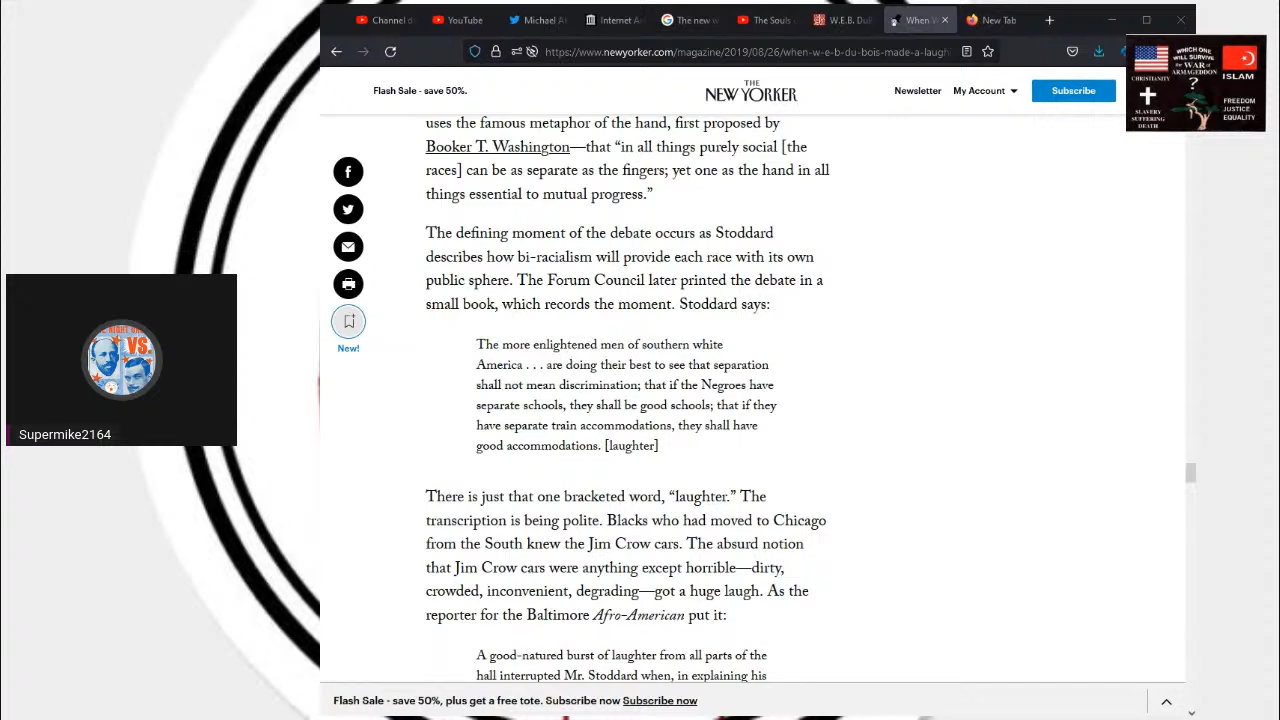 Channel d
YouTube
Michael A
Internet A
The new w
The Souls
W.E.B. Du
When V
New Tab
https://www.newyorker.com/magazine/2019/08/26/when-w-e-b-du-bois-made-a-laugh
Flash Sale - save 50%.
THE
NEW YORKER
Newsletter
My Account
Subscribe
WHICH ONE
WILL SURVIVE
the WAR of
ARMAGEDDON
?
CHRISTIANITY
SLAVERY
SUFFERING
DEATH
ISLAM
FREEDOM
JUSTICE
EQUALITY
uses the famous metaphor of the hand, first proposed by
Booker T. Washington—that “in all things purely social [the
races] can be as separate as the fingers; yet one as the hand in all
things essential to mutual progress.”
The defining moment of the debate occurs as Stoddard
describes how bi-racialism will provide each race with its own
public sphere. The Forum Council later printed the debate in a
small book, which records the moment. Stoddard says:
New!
The more enlightened men of southern white
America . . . are doing their best to see that separation
shall not mean discrimination; that if the Negroes have
separate schools, they shall be good schools; that if they
have separate train accommodations, they shall have
good accommodations. [laughter]
VS.
Supermike2164
There is just that one bracketed word, “laughter.” The
transcription is being polite. Blacks who had moved to Chicago
from the South knew the Jim Crow cars. The absurd notion
that Jim Crow cars were anything except horrible—dirty,
crowded, inconvenient, degrading—got a huge laugh. As the
reporter for the Baltimore Afro-American put it:
A good-natured burst of laughter from all parts of the
hall interrupted Mr. Stoddard when, in explaining his
Flash Sale - save 50%, plus get a free tote. Subscribe now Subscribe now